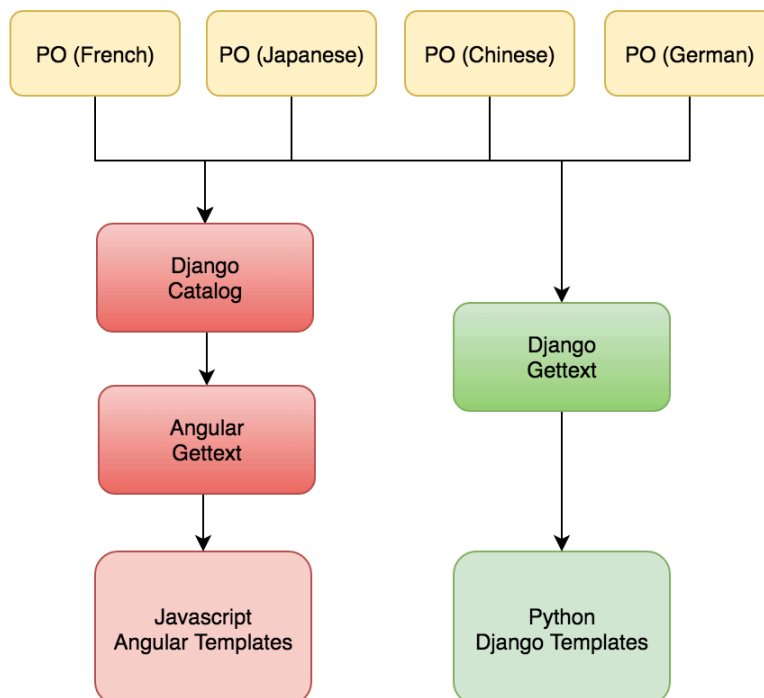 PO (French)
PO (Japanese)
PO (Chinese)
PO (German)
Django
Catalog
Django
Gettext
Angular
Gettext
Javascript
Angular Templates
Python
Django Templates